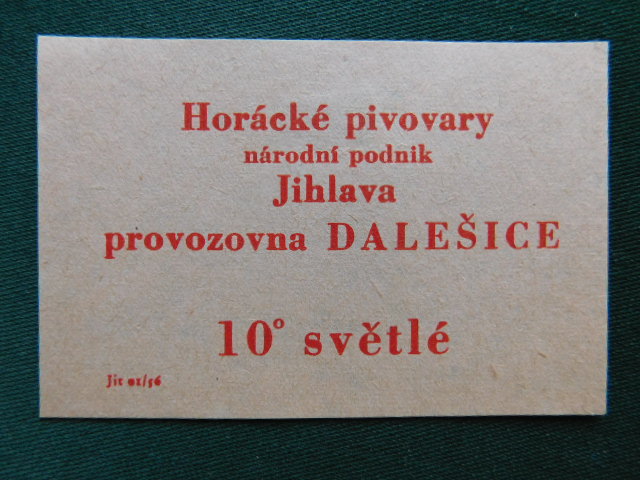 Horácké pivovary
národní podnik
Jihlava
provozovna DALEŠICE
10° světlé